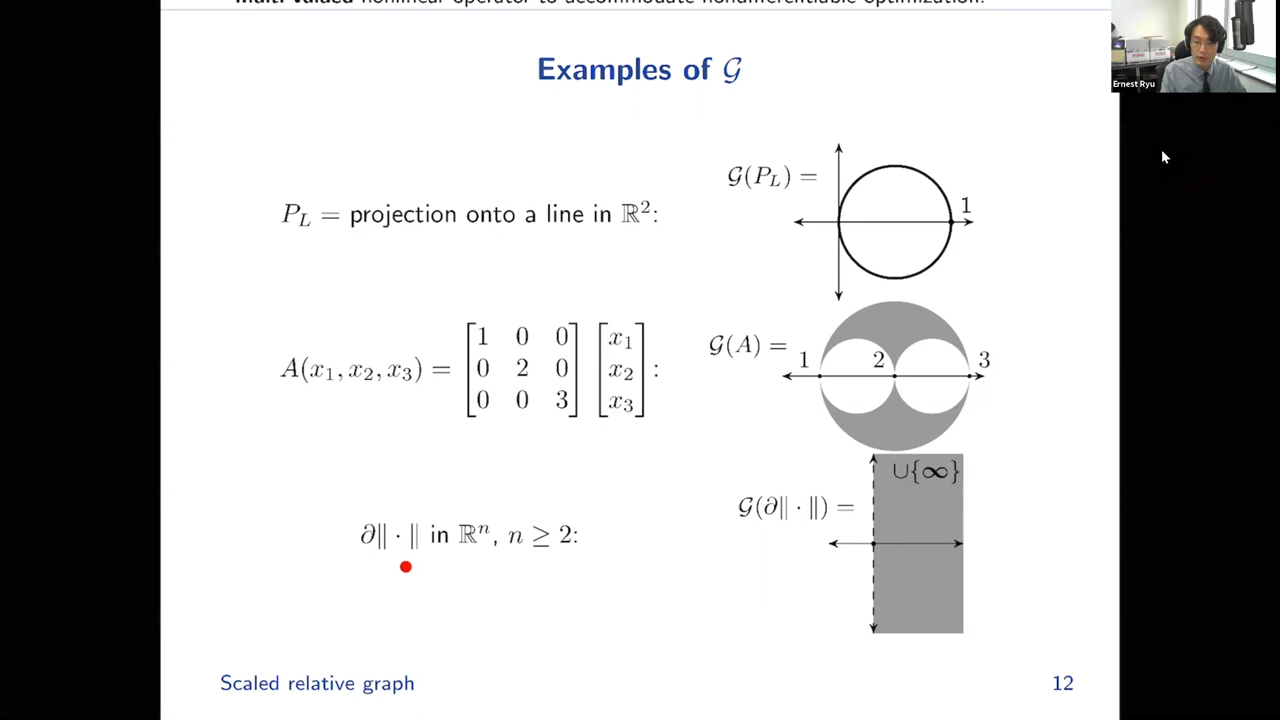 multi-valued nonlinear operator to accommodate nondifferentiable optimization.
Ernest Ryu
Examples of 𝒢
P_L = projection onto a line in ℝ²:
𝒢(P_L) =
1
A(x₁, x₂, x₃) = [1 0 0; 0 2 0; 0 0 3] [x₁; x₂; x₃] :
𝒢(A) =
1 2 3
∂‖ · ‖ in ℝⁿ, n ≥ 2:
𝒢(∂‖ · ‖) =
∪{∞}
Scaled relative graph
12